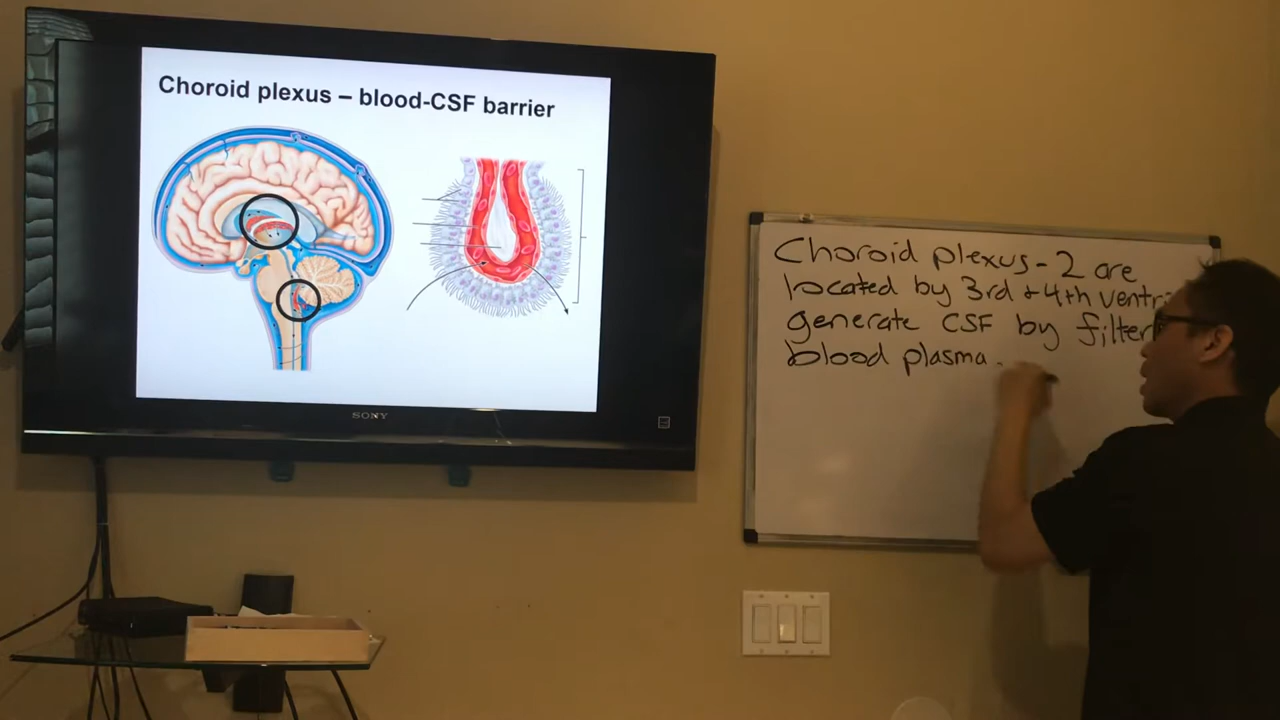 Choroid plexus – blood-CSF barrier
SONY
Choroid plexus - 2 are
located by 3rd + 4th ventri
generate CSF by filter
blood plasma.